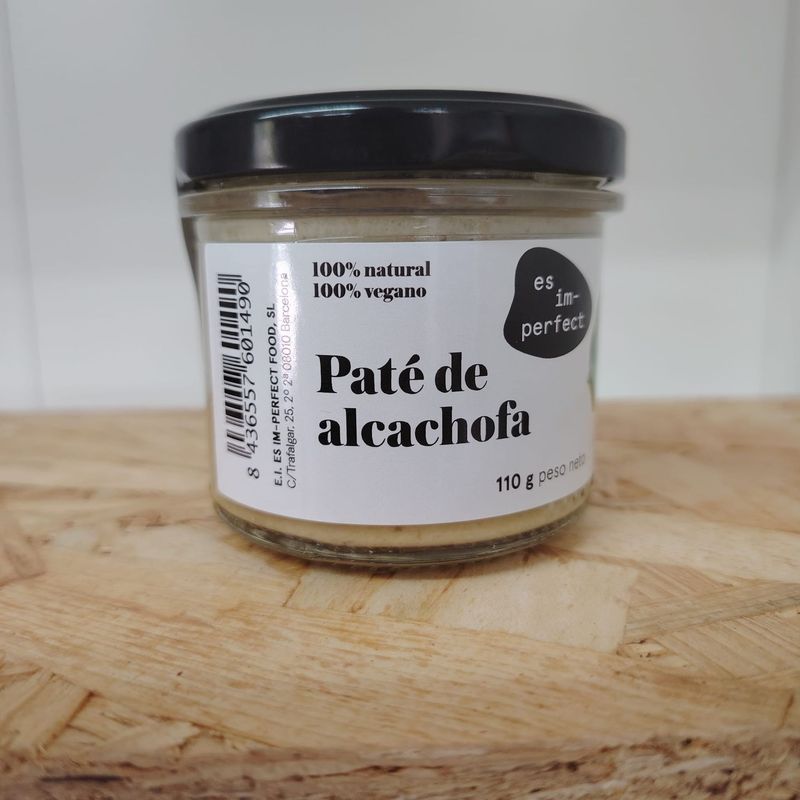 100% natural
100% vegano
es
im-
perfect
Paté de
alcachofa
110 g peso neto
8 436557 601490
E.I. ES IM-PERFECT FOOD, SL
C/Trafalgar, 25, 2º 2ª 08010 Barcelona